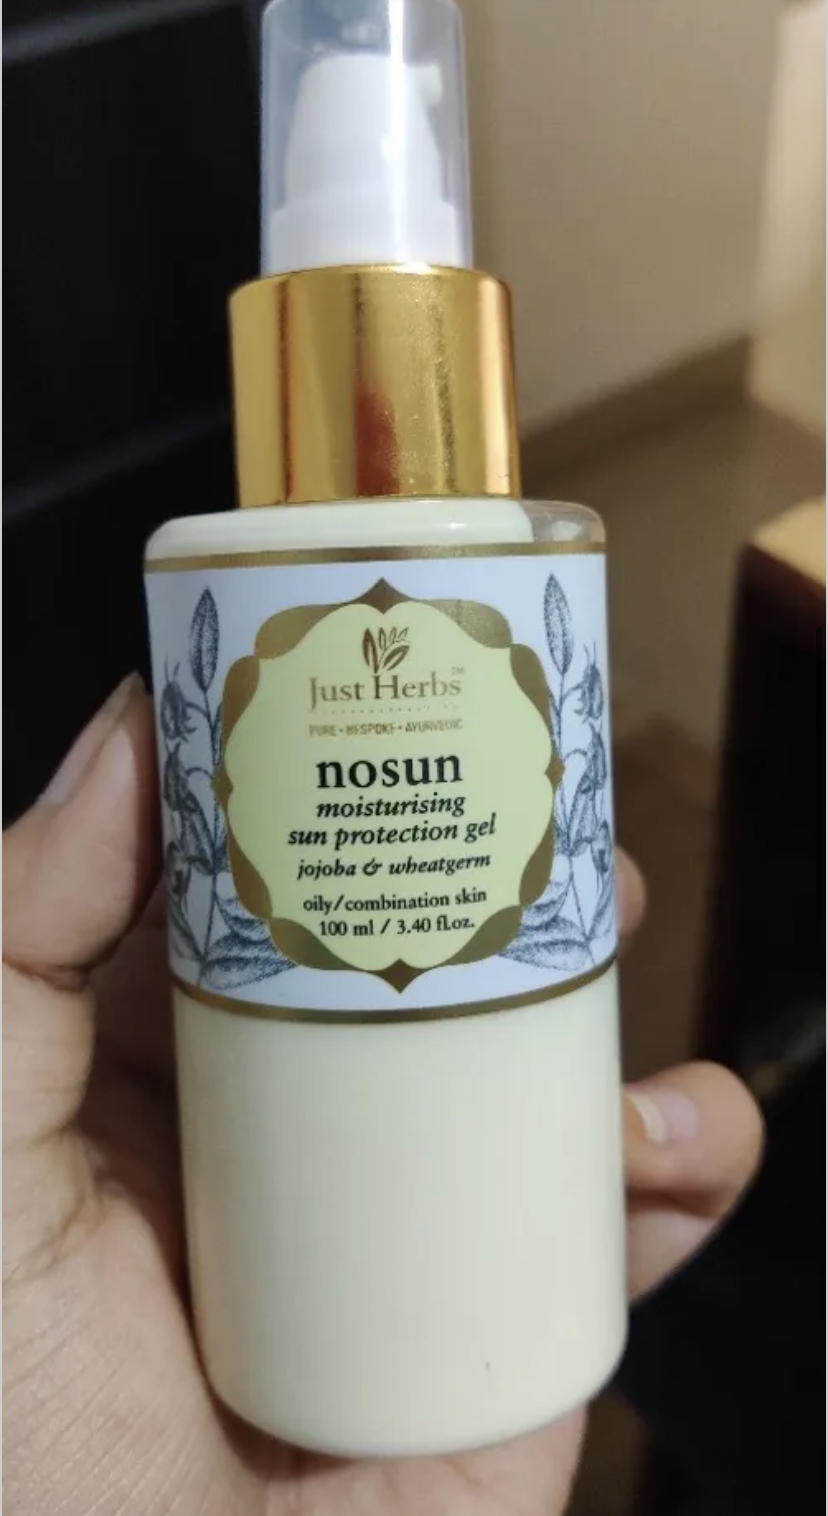 Just Herbs™
PURE • BESPOKE • AYURVEDIC
nosun
moisturising
sun protection gel
jojoba & wheatgerm
oily/combination skin
100 ml / 3.40 fl.oz.